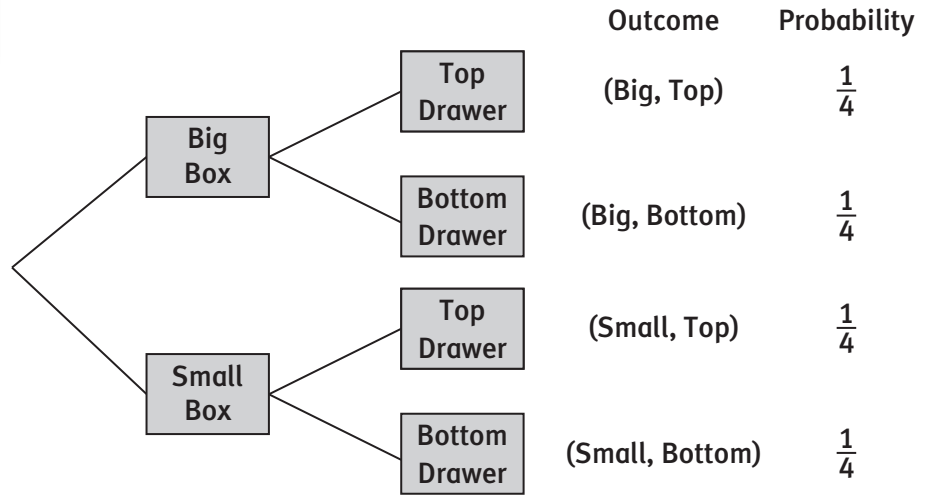 Outcome Probability
Top
Drawer
(Big, Top) 1/4
Big
Box
Bottom
Drawer
(Big, Bottom) 1/4
Top
Drawer
(Small, Top) 1/4
Small
Box
Bottom
Drawer
(Small, Bottom) 1/4